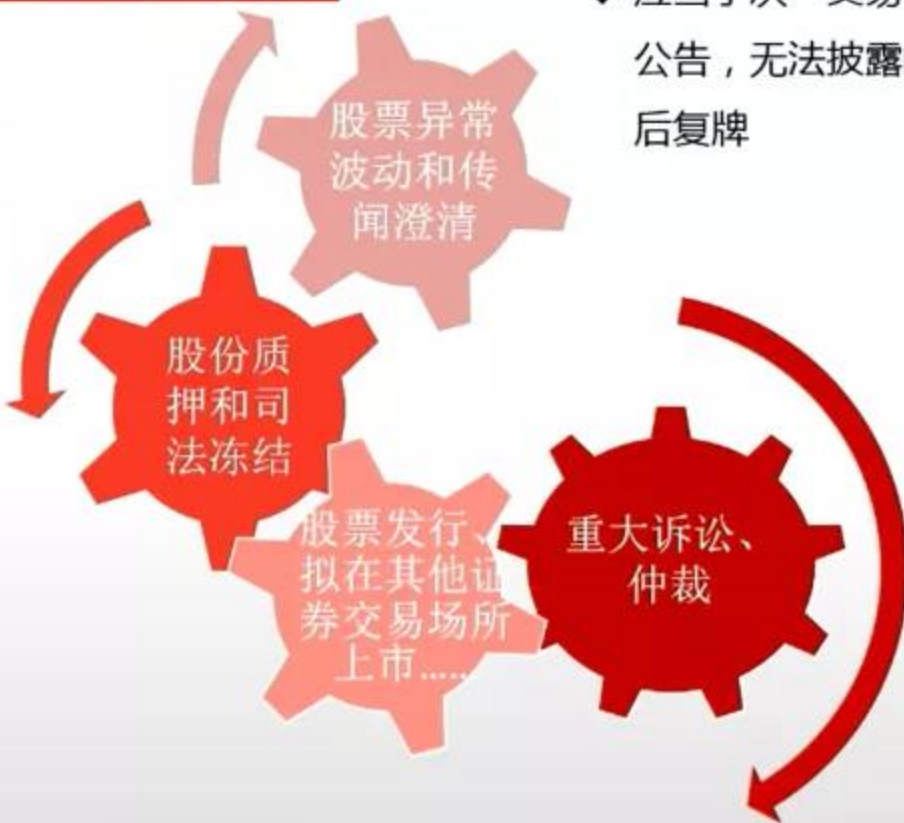 公告，无法披露
后复牌
股票异常
波动和传
闻澄清
股份质
押和司
法冻结
股票发行、
拟在其他证
券交易场所
上市......
重大诉讼、
仲裁